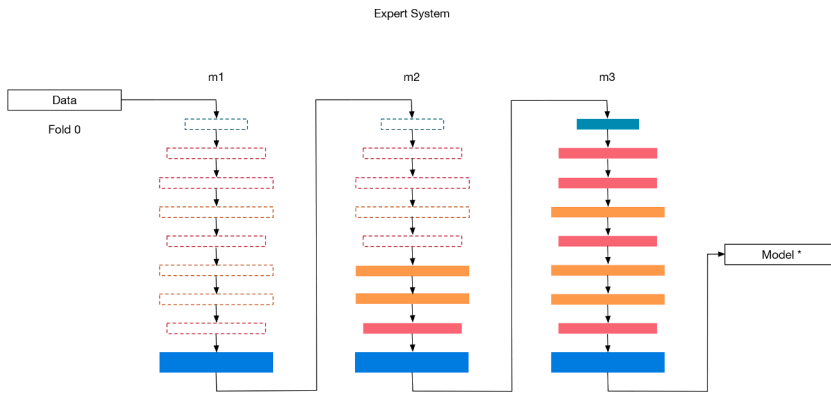 Expert System
m1
m2
m3
Data
Fold 0
Model *